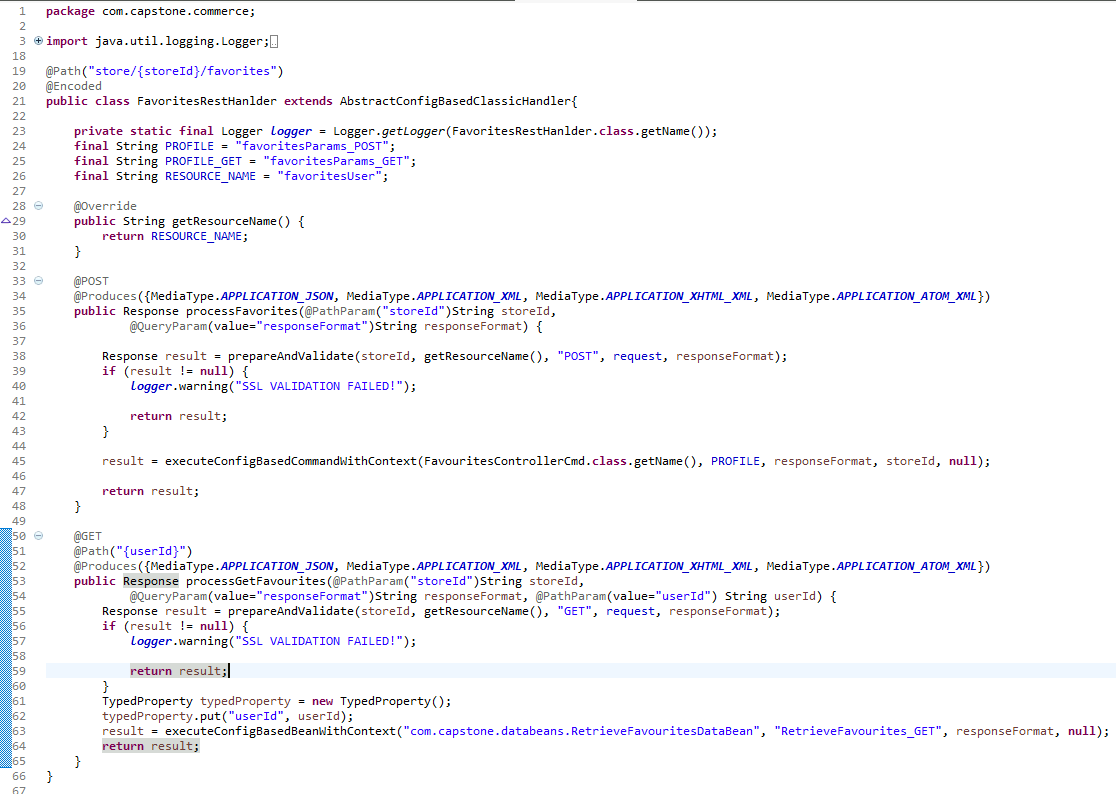 1 package com.capstone.commerce;
2
3 import java.util.logging.Logger;
18
19 @Path("store/{storeId}/favorites")
20 @Encoded
21 public class FavoritesRestHanlder extends AbstractConfigBasedClassicHandler{
22
23     private static final Logger logger = Logger.getLogger(FavoritesRestHanlder.class.getName());
24     final String PROFILE = "favoritesParams_POST";
25     final String PROFILE_GET = "favoritesParams_GET";
26     final String RESOURCE_NAME = "favoritesUser";
27
28     @Override
29     public String getResourceName() {
30         return RESOURCE_NAME;
31     }
32
33     @POST
34     @Produces({MediaType.APPLICATION_JSON, MediaType.APPLICATION_XML, MediaType.APPLICATION_XHTML_XML, MediaType.APPLICATION_ATOM_XML})
35     public Response processFavorites(@PathParam("storeId")String storeId,
36             @QueryParam(value="responseFormat")String responseFormat) {
37
38         Response result = prepareAndValidate(storeId, getResourceName(), "POST", request, responseFormat);
39         if (result != null) {
40             logger.warning("SSL VALIDATION FAILED!");
41
42             return result;
43         }
44
45         result = executeConfigBasedCommandWithContext(FavouritesControllerCmd.class.getName(), PROFILE, responseFormat, storeId, null);
46
47         return result;
48     }
49
50     @GET
51     @Path("{userId}")
52     @Produces({MediaType.APPLICATION_JSON, MediaType.APPLICATION_XML, MediaType.APPLICATION_XHTML_XML, MediaType.APPLICATION_ATOM_XML})
53     public Response processGetFavourites(@PathParam("storeId")String storeId,
54             @QueryParam(value="responseFormat")String responseFormat, @PathParam(value="userId") String userId) {
55         Response result = prepareAndValidate(storeId, getResourceName(), "GET", request, responseFormat);
56         if (result != null) {
57             logger.warning("SSL VALIDATION FAILED!");
58
59             return result;
60         }
61         TypedProperty typedProperty = new TypedProperty();
62         typedProperty.put("userId", userId);
63         result = executeConfigBasedBeanWithContext("com.capstone.databeans.RetrieveFavouritesDataBean", "RetrieveFavourites_GET", responseFormat, null);
64         return result;
65     }
66 }
67